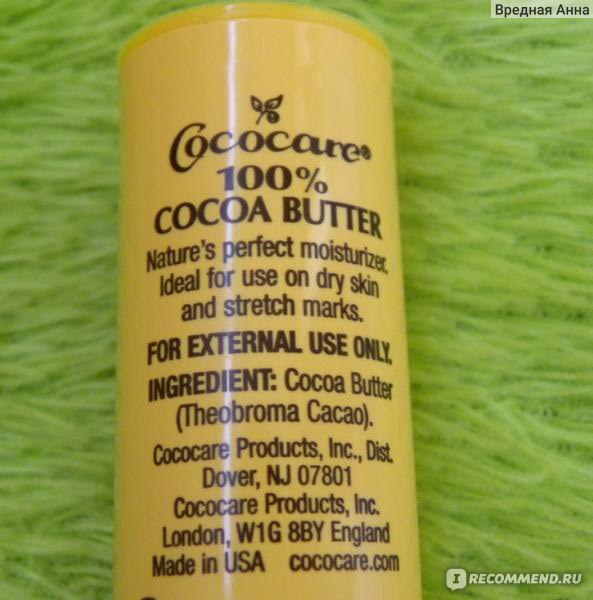 Вредная Анна
Cococare®
100%
COCOA BUTTER
Nature's perfect moisturizer.
Ideal for use on dry skin
and stretch marks.
FOR EXTERNAL USE ONLY.
INGREDIENT: Cocoa Butter
(Theobroma Cacao).
Cococare Products, Inc., Dist.
Dover, NJ 07801
Cococare Products, Inc.
London, W1G 8BY England
Made in USA cococare.com
I RECOMMEND.RU